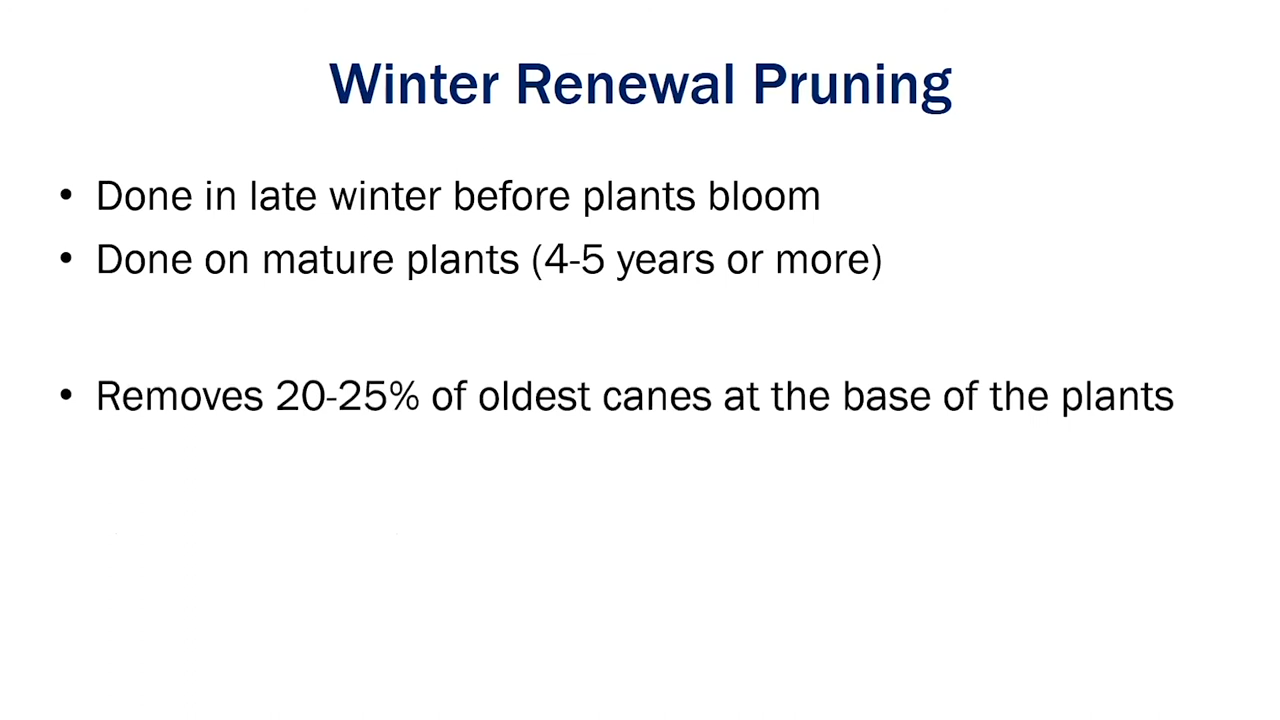 Winter Renewal Pruning
• Done in late winter before plants bloom
• Done on mature plants (4-5 years or more)
• Removes 20-25% of oldest canes at the base of the plants